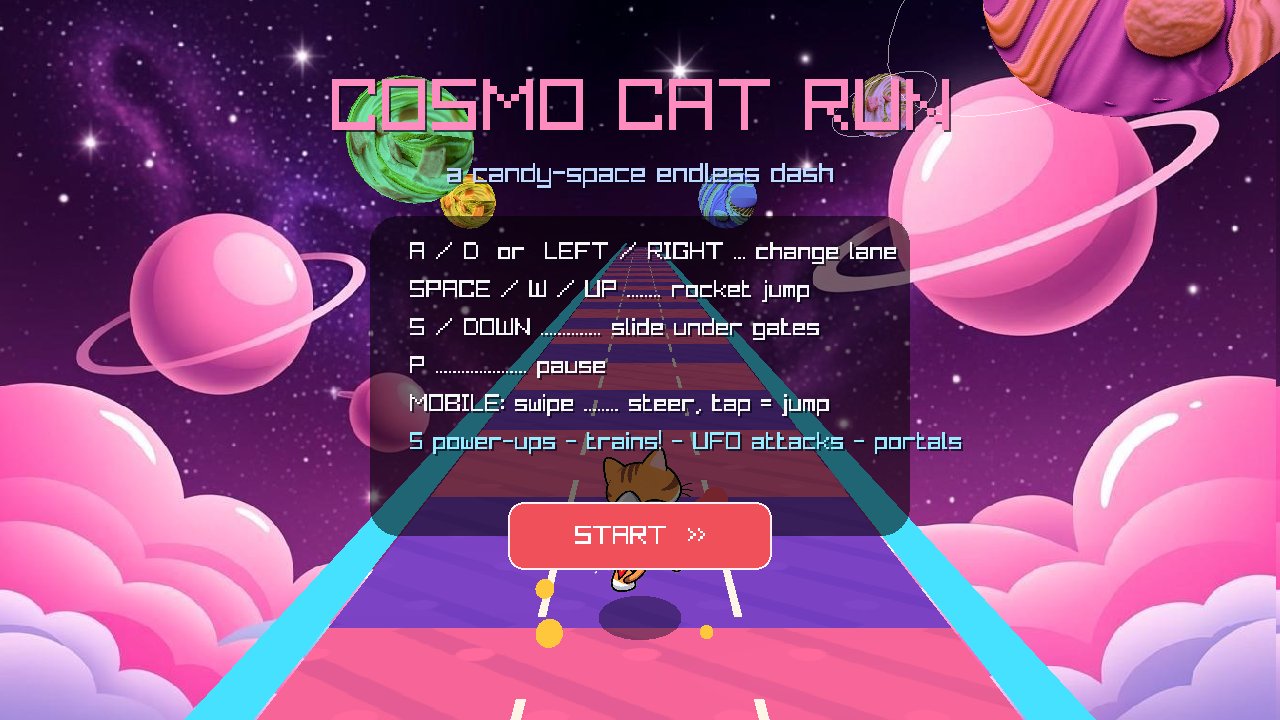 COSMO CAT RUN
a candy-space endless dash
A / D or LEFT / RIGHT ... change lane
SPACE / W / UP ........ rocket jump
S / DOWN .............. slide under gates
P ..................... pause
MOBILE: swipe ........ steer, tap = jump
5 power-ups - trains! - UFO attacks - portals
START »